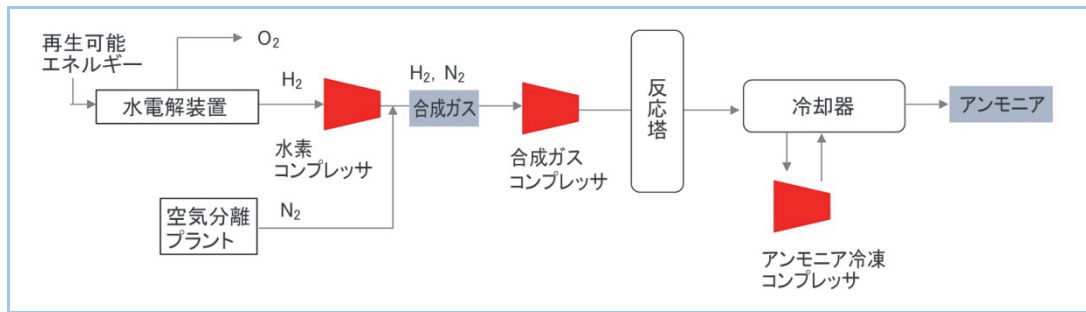 再生可能
エネルギー
O₂
水電解装置
H₂
水素
コンプレッサ
空気分離
プラント
N₂
H₂, N₂
合成ガス
合成ガス
コンプレッサ
反応塔
冷却器
アンモニア
アンモニア冷凍
コンプレッサ